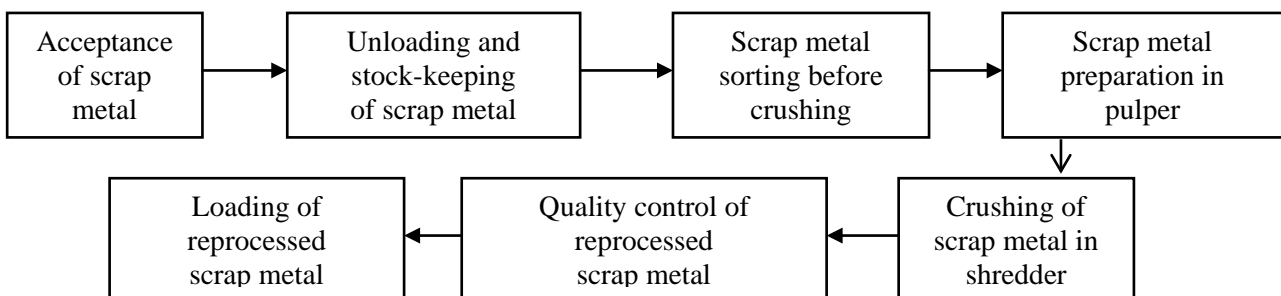 Acceptance
of scrap
metal
Unloading and
stock-keeping
of scrap metal
Scrap metal
sorting before
crushing
Scrap metal
preparation in
pulper
Crushing of
scrap metal in
shredder
Quality control of
reprocessed
scrap metal
Loading of
reprocessed
scrap metal